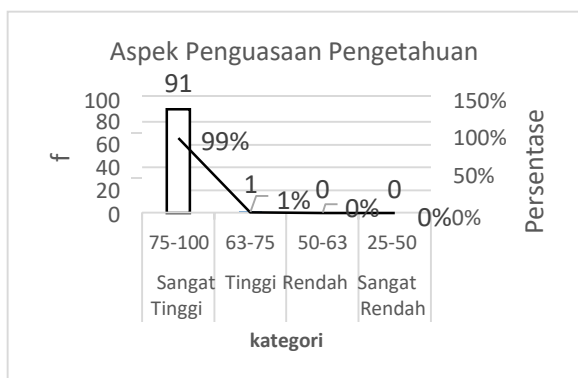 Aspek Penguasaan Pengetahuan
91
100
80
60
40
20
0
f
99%
1
1%
0
0%
0
0%
150%
100%
50%
0%
Persentase
75-100 63-75 50-63 25-50
Sangat Tinggi Rendah Sangat
Tinggi Rendah
kategori